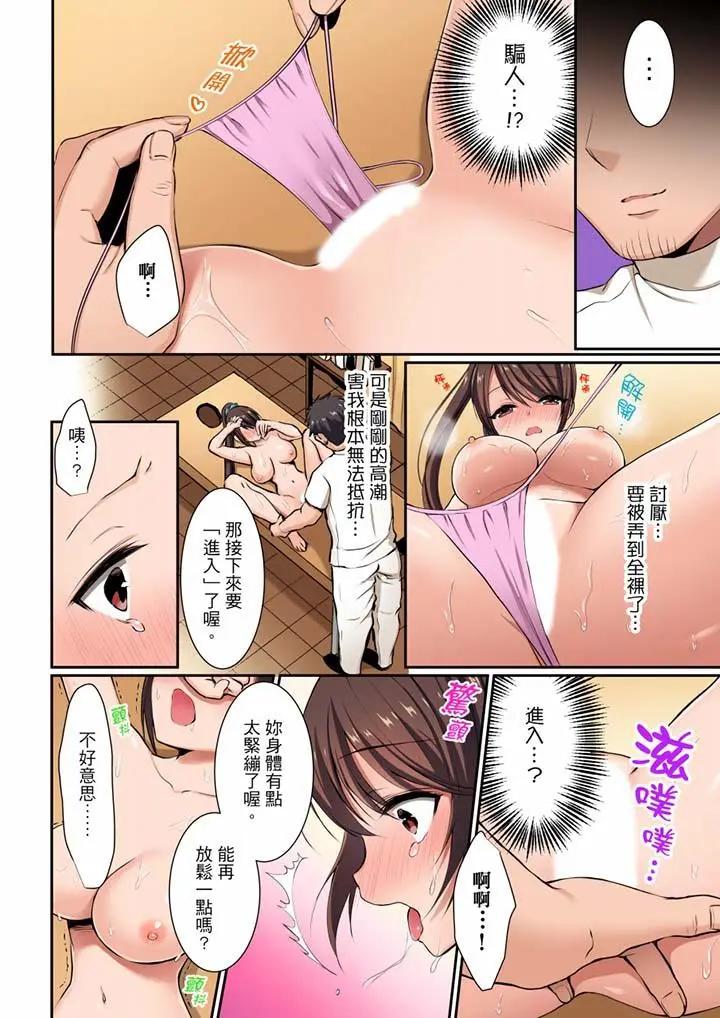 …
騙人…!?
掀開♡
啊…
解開…
討厭…
要被弄到全裸了…
可是剛剛的高潮
害我根本無法抵抗…
那接下來要
「進入」了喔。
咦…?
進入…?
滋噗噗…
啊啊…!
驚顫
妳身體有點
太緊繃了喔。
能再
放鬆一點嗎?
顫抖
不好意思……
顫抖